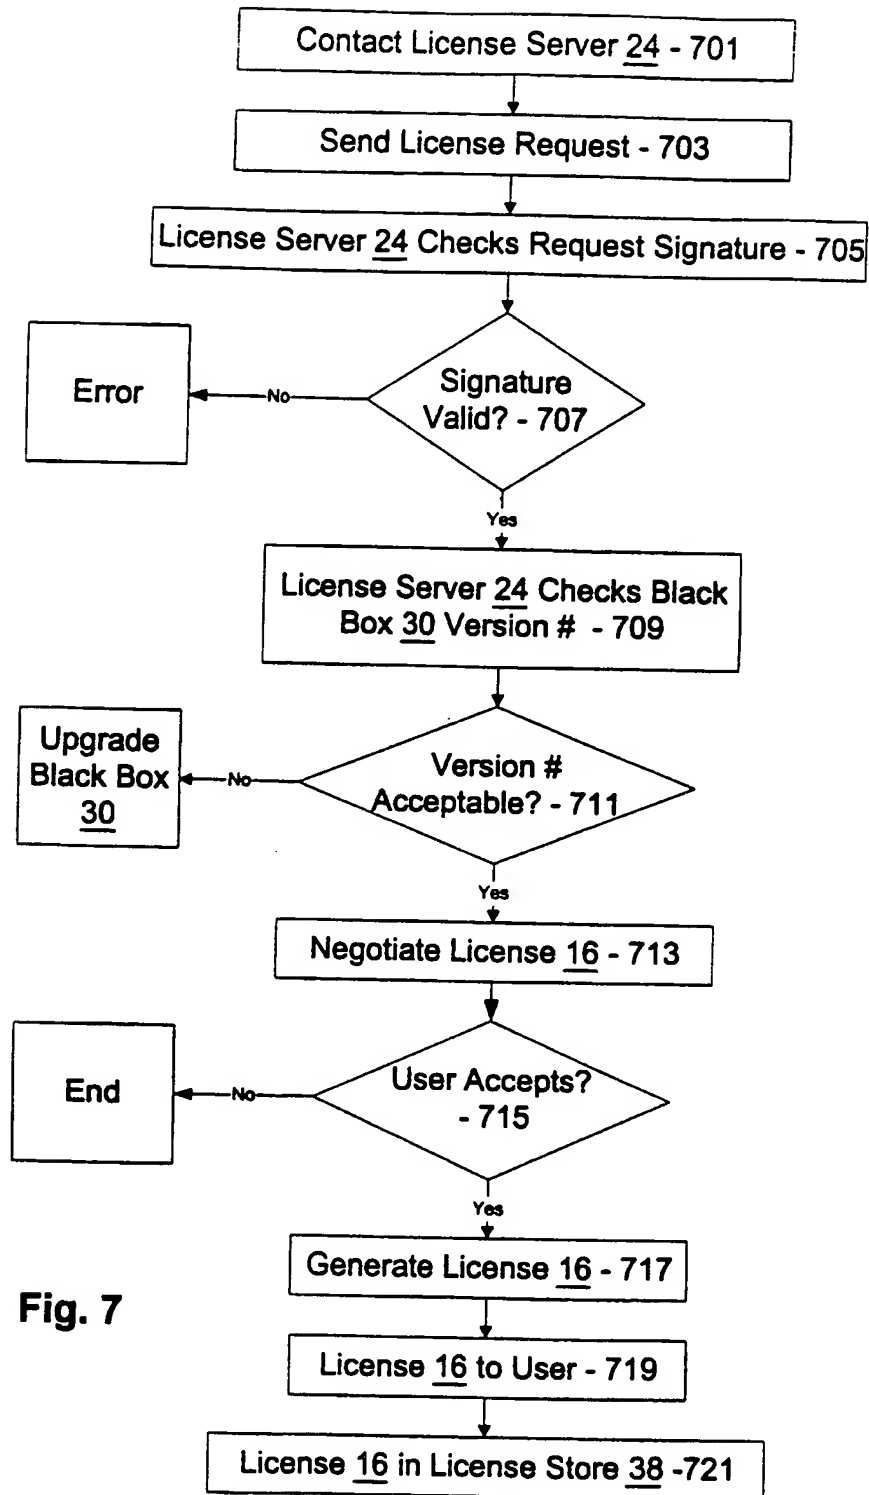 Contact License Server 24 - 701
Send License Request - 703
License Server 24 Checks Request Signature - 705
Signature
Valid? - 707
No
Error
Yes
License Server 24 Checks Black
Box 30 Version # - 709
Version #
Acceptable? - 711
No
Upgrade
Black Box
30
Yes
Negotiate License 16 - 713
User Accepts?
- 715
No
End
Yes
Generate License 16 - 717
License 16 to User - 719
License 16 in License Store 38 -721
Fig. 7